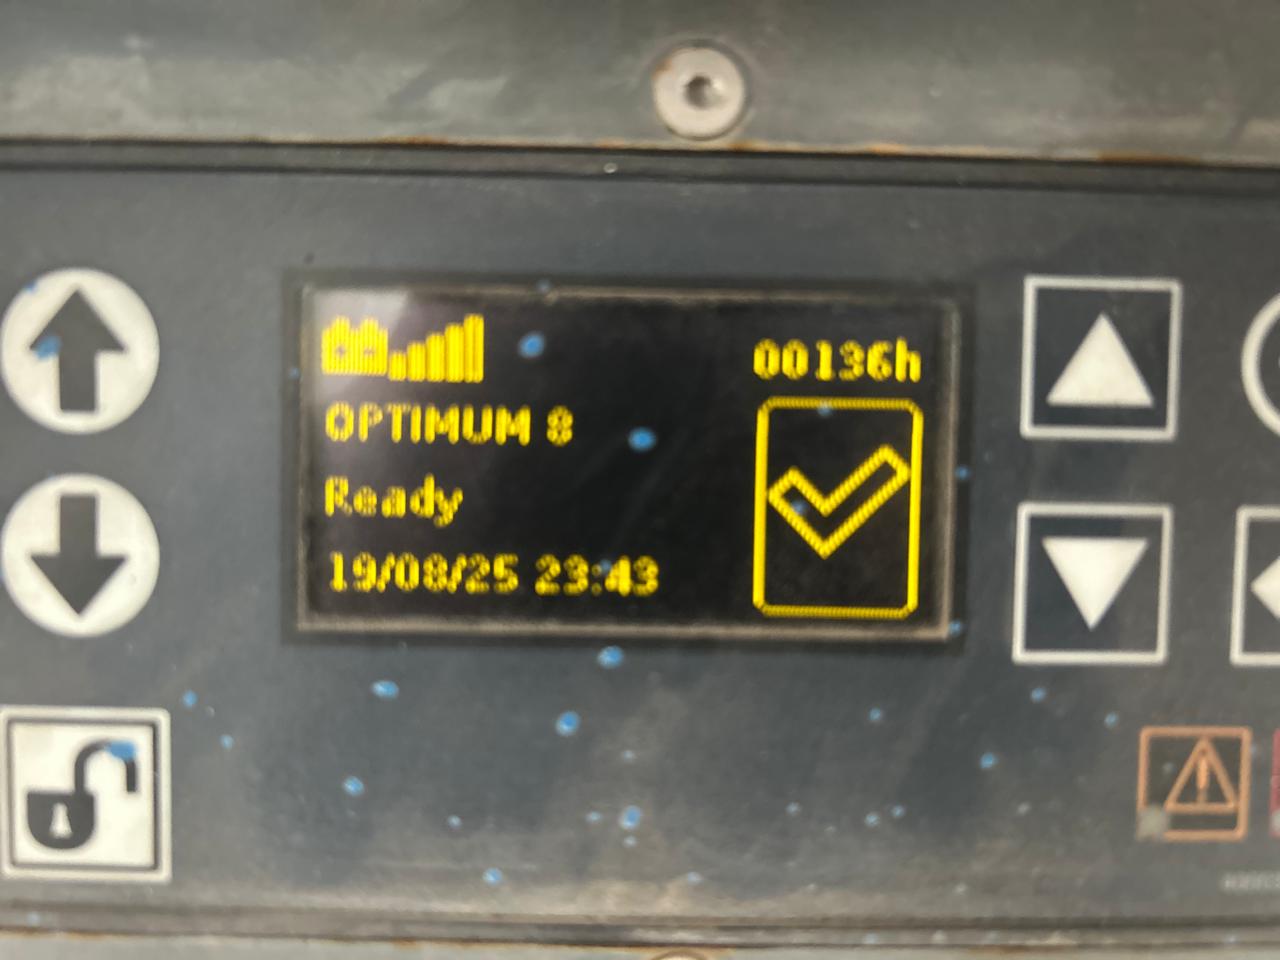 00136h
OPTIMUM 8
Ready
19/08/25 23:43